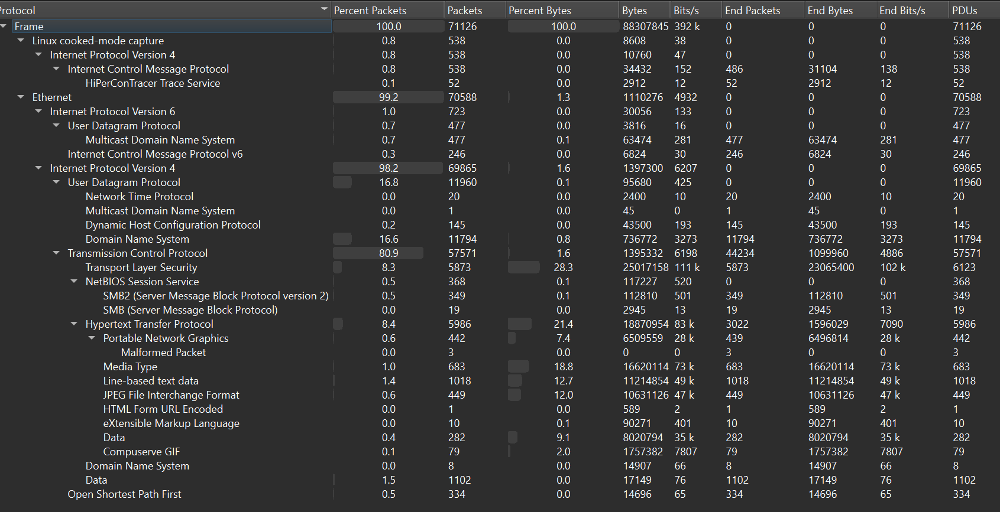 Protocol Percent Packets Packets Percent Bytes Bytes Bits/s End Packets End Bytes End Bits/s PDUs
Frame 100.0 71126 100.0 88307845 392 k 0 0 0 71126
Linux cooked-mode capture 0.8 538 0.0 8608 38 0 0 0 538
Internet Protocol Version 4 0.8 538 0.0 10760 47 0 0 0 538
Internet Control Message Protocol 0.8 538 0.0 34432 152 486 31104 138 538
HiPerConTracer Trace Service 0.1 52 0.0 2912 12 52 2912 12 52
Ethernet 99.2 70588 1.3 1110276 4932 0 0 0 70588
Internet Protocol Version 6 1.0 723 0.0 30056 133 0 0 0 723
User Datagram Protocol 0.7 477 0.0 3816 16 0 0 0 477
Multicast Domain Name System 0.7 477 0.1 63474 281 477 63474 281 477
Internet Control Message Protocol v6 0.3 246 0.0 6824 30 246 6824 30 246
Internet Protocol Version 4 98.2 69865 1.6 1397300 6207 0 0 0 69865
User Datagram Protocol 16.8 11960 0.1 95680 425 0 0 0 11960
Network Time Protocol 0.0 20 0.0 2400 10 20 2400 10 20
Multicast Domain Name System 0.0 1 0.0 45 0 1 45 0 1
Dynamic Host Configuration Protocol 0.2 145 0.0 43500 193 145 43500 193 145
Domain Name System 16.6 11794 0.8 736772 3273 11794 736772 3273 11794
Transmission Control Protocol 80.9 57571 1.6 1395332 6198 44234 1099960 4886 57571
Transport Layer Security 8.3 5873 28.3 25017158 111 k 5873 23065400 102 k 6123
NetBIOS Session Service 0.5 368 0.1 117227 520 0 0 0 368
SMB2 (Server Message Block Protocol version 2) 0.5 349 0.1 112810 501 349 112810 501 349
SMB (Server Message Block Protocol) 0.0 19 0.0 2945 13 19 2945 13 19
Hypertext Transfer Protocol 8.4 5986 21.4 18870954 83 k 3022 1596029 7090 5986
Portable Network Graphics 0.6 442 7.4 6509559 28 k 439 6496814 28 k 442
Malformed Packet 0.0 3 0.0 0 0 3 0 0 3
Media Type 1.0 683 18.8 16620114 73 k 683 16620114 73 k 683
Line-based text data 1.4 1018 12.7 11214854 49 k 1018 11214854 49 k 1018
JPEG File Interchange Format 0.6 449 12.0 10631126 47 k 449 10631126 47 k 449
HTML Form URL Encoded 0.0 1 0.0 589 2 1 589 2 1
eXtensible Markup Language 0.0 10 0.1 90271 401 10 90271 401 10
Data 0.4 282 9.1 8020794 35 k 282 8020794 35 k 282
Compuserve GIF 0.1 79 2.0 1757382 7807 79 1757382 7807 79
Domain Name System 0.0 8 0.0 14907 66 8 14907 66 8
Data 1.5 1102 0.0 17149 76 1102 17149 76 1102
Open Shortest Path First 0.5 334 0.0 14696 65 334 14696 65 334